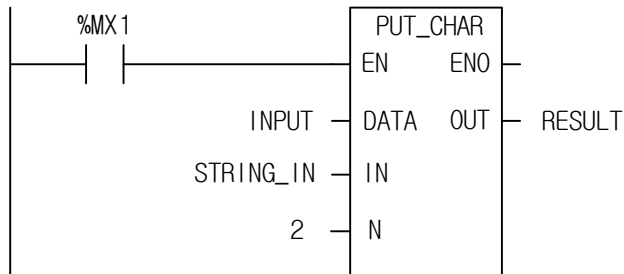 %MX1 PUT_CHAR
EN ENO
INPUT DATA OUT RESULT
STRING_IN IN
2 N